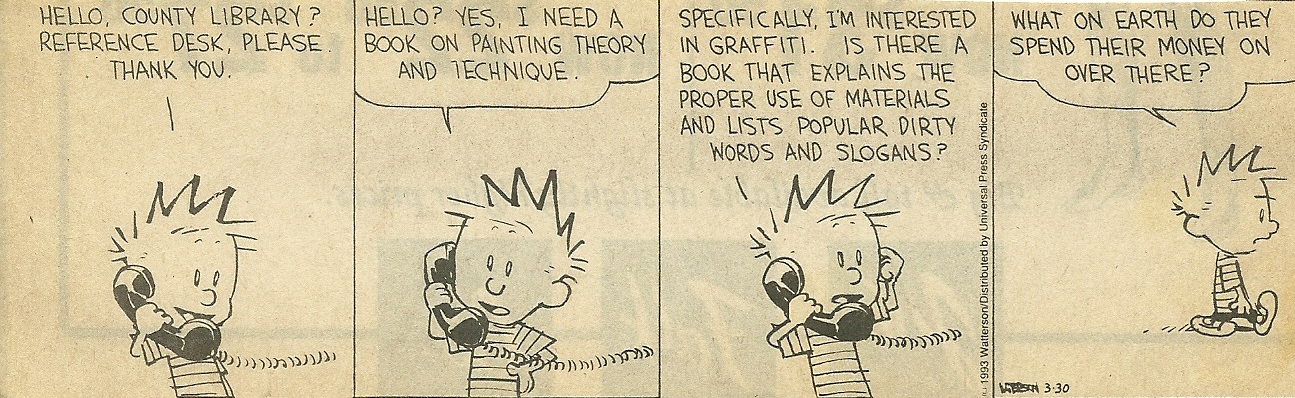 HELLO, COUNTY LIBRARY?
REFERENCE DESK, PLEASE.
THANK YOU.
HELLO? YES, I NEED A
BOOK ON PAINTING THEORY
AND TECHNIQUE.
SPECIFICALLY, I'M INTERESTED
IN GRAFFITI. IS THERE A
BOOK THAT EXPLAINS THE
PROPER USE OF MATERIALS
AND LISTS POPULAR DIRTY
WORDS AND SLOGANS?
© 1993 Watterson/Distributed by Universal Press Syndicate
WHAT ON EARTH DO THEY
SPEND THEIR MONEY ON
OVER THERE?
WATTERSON 3-30